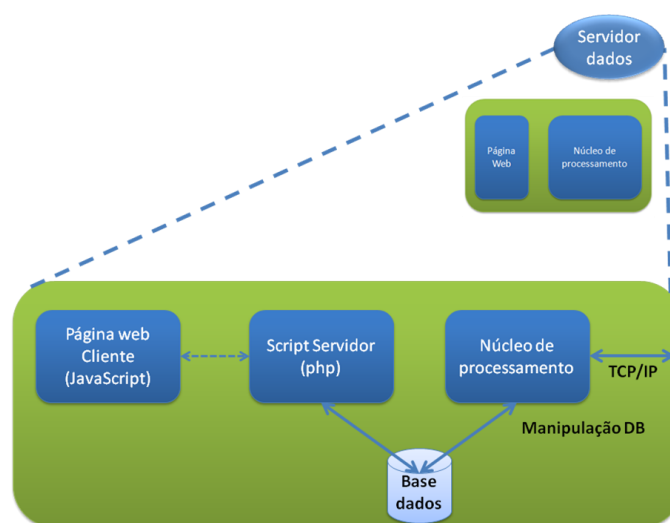 Servidor
dados
Página
Web
Núcleo de
processamento
Página web
Cliente
(JavaScript)
Script Servidor
(php)
Núcleo de
processamento
TCP/IP
Manipulação DB
Base
dados